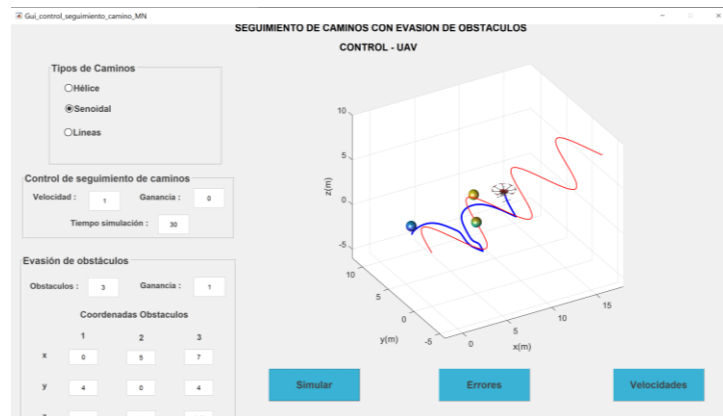 Gui_control_seguimiento_camino_MN
SEGUIMIENTO DE CAMINOS CON EVASION DE OBSTACULOS
CONTROL - UAV
Tipos de Caminos
Hélice
Senoidal
Lineas
Control de seguimiento de caminos
Velocidad : 1 Ganancia : 0
Tiempo simulación : 30
Evasión de obstáculos
Obstaculos : 3 Ganancia : 1
Coordenadas Obstaculos
1 2 3
x 0 5 7
y 4 0 4
z(m)
10
5
0
-5
10
5
0
-5
y(m)
0
5
10
15
x(m)
Simular
Errores
Velocidades